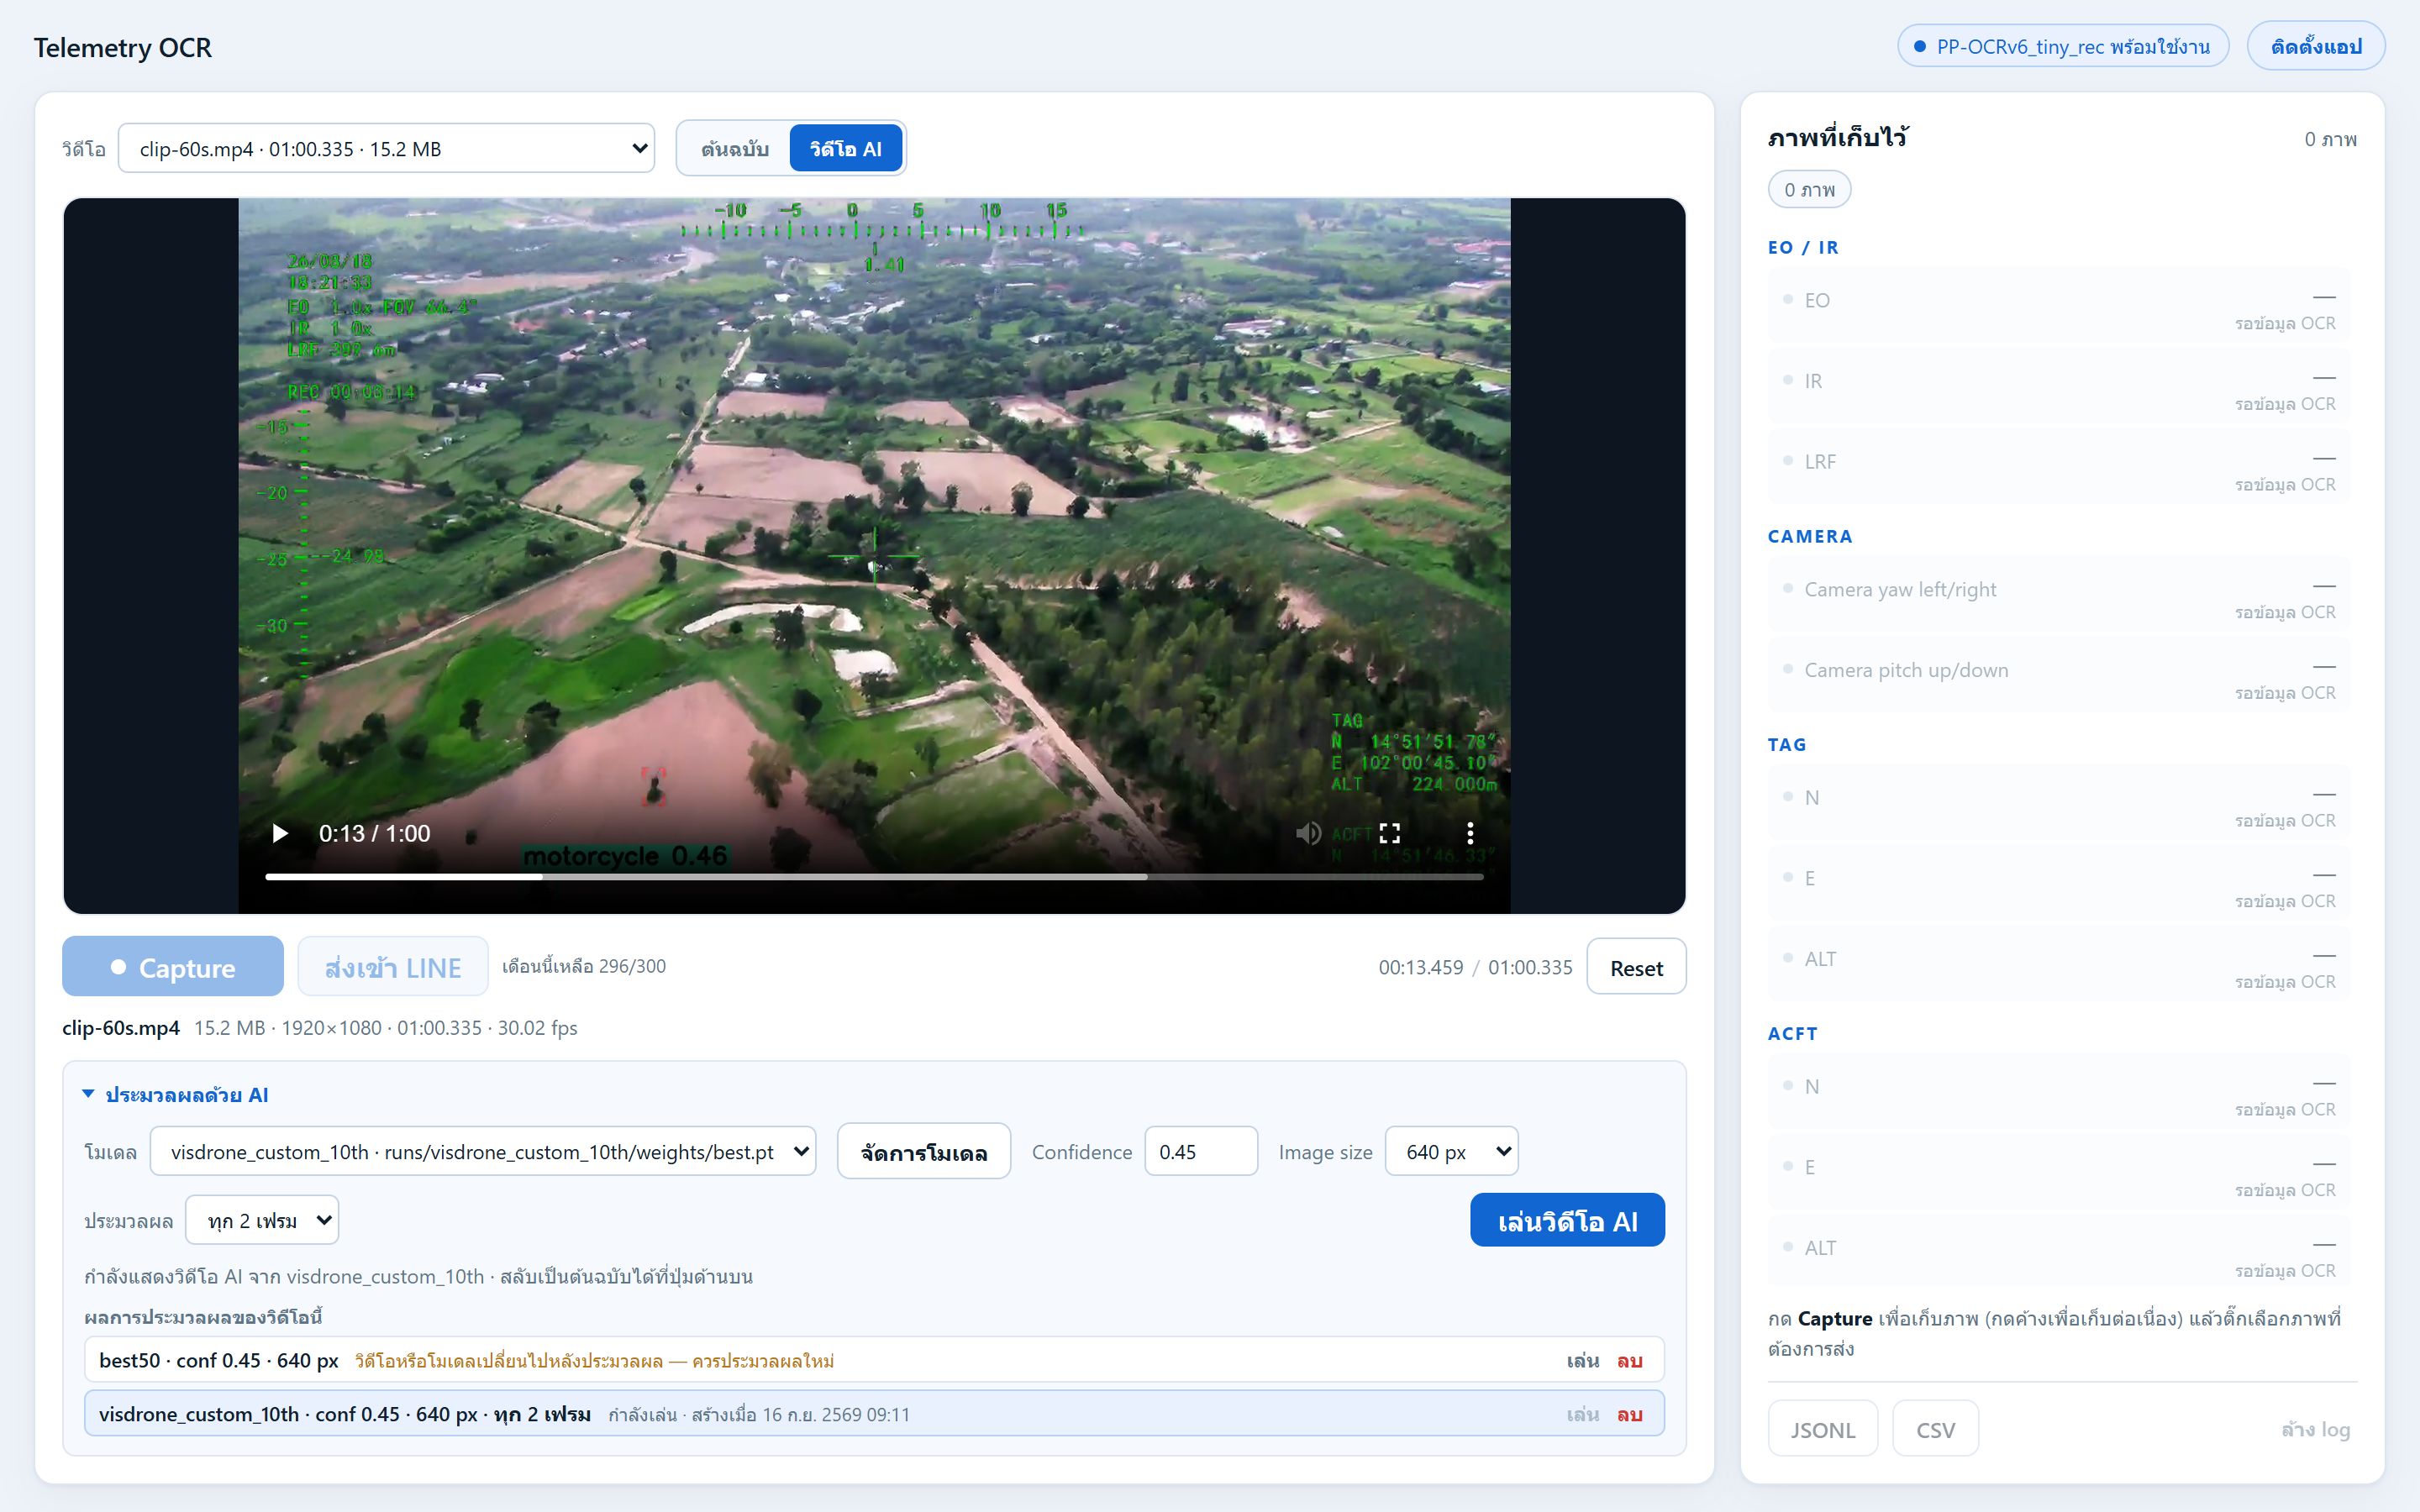 Telemetry OCR
PP-OCRv6_tiny_rec พร้อมใช้งาน
ติดตั้งแอป
วิดีโอ
clip-60s.mp4 · 01:00.335 · 15.2 MB
ต้นฉบับ
วิดีโอ AI
-10 -5 0 5 10 15
1.41
26/08/18
18:21:33
EO 1.0x FOV 66.4°
IR 1.0x
LRF 399.6m
REC 00:08:14
-15
-20
-25 -24.98
-30
TAG
N 14°51'51.78"
E 102°00'45.10"
ALT 224.000m
ACFT
N 14°51'46.33"
motorcycle 0.46
0:13 / 1:00
Capture
ส่งเข้า LINE
เดือนนี้เหลือ 296/300
00:13.459 / 01:00.335
Reset
clip-60s.mp4 15.2 MB · 1920×1080 · 01:00.335 · 30.02 fps
ประมวลผลด้วย AI
โมเดล
visdrone_custom_10th · runs/visdrone_custom_10th/weights/best.pt
จัดการโมเดล
Confidence
0.45
Image size
640 px
ประมวลผล
ทุก 2 เฟรม
เล่นวิดีโอ AI
กำลังแสดงวิดีโอ AI จาก visdrone_custom_10th · สลับเป็นต้นฉบับได้ที่ปุ่มด้านบน
ผลการประมวลผลของวิดีโอนี้
best50 · conf 0.45 · 640 px วิดีโอหรือโมเดลเปลี่ยนไปหลังประมวลผล — ควรประมวลผลใหม่ เล่น ลบ
visdrone_custom_10th · conf 0.45 · 640 px · ทุก 2 เฟรม กำลังเล่น · สร้างเมื่อ 16 ก.ย. 2569 09:11 เล่น ลบ
ภาพที่เก็บไว้
0 ภาพ
0 ภาพ
EO / IR
EO —
รอข้อมูล OCR
IR —
รอข้อมูล OCR
LRF —
รอข้อมูล OCR
CAMERA
Camera yaw left/right —
รอข้อมูล OCR
Camera pitch up/down —
รอข้อมูล OCR
TAG
N —
รอข้อมูล OCR
E —
รอข้อมูล OCR
ALT —
รอข้อมูล OCR
ACFT
N —
รอข้อมูล OCR
E —
รอข้อมูล OCR
ALT —
รอข้อมูล OCR
กด Capture เพื่อเก็บภาพ (กดค้างเพื่อเก็บต่อเนื่อง) แล้วติ๊กเลือกภาพที่
ต้องการส่ง
JSONL
CSV
ล้าง log